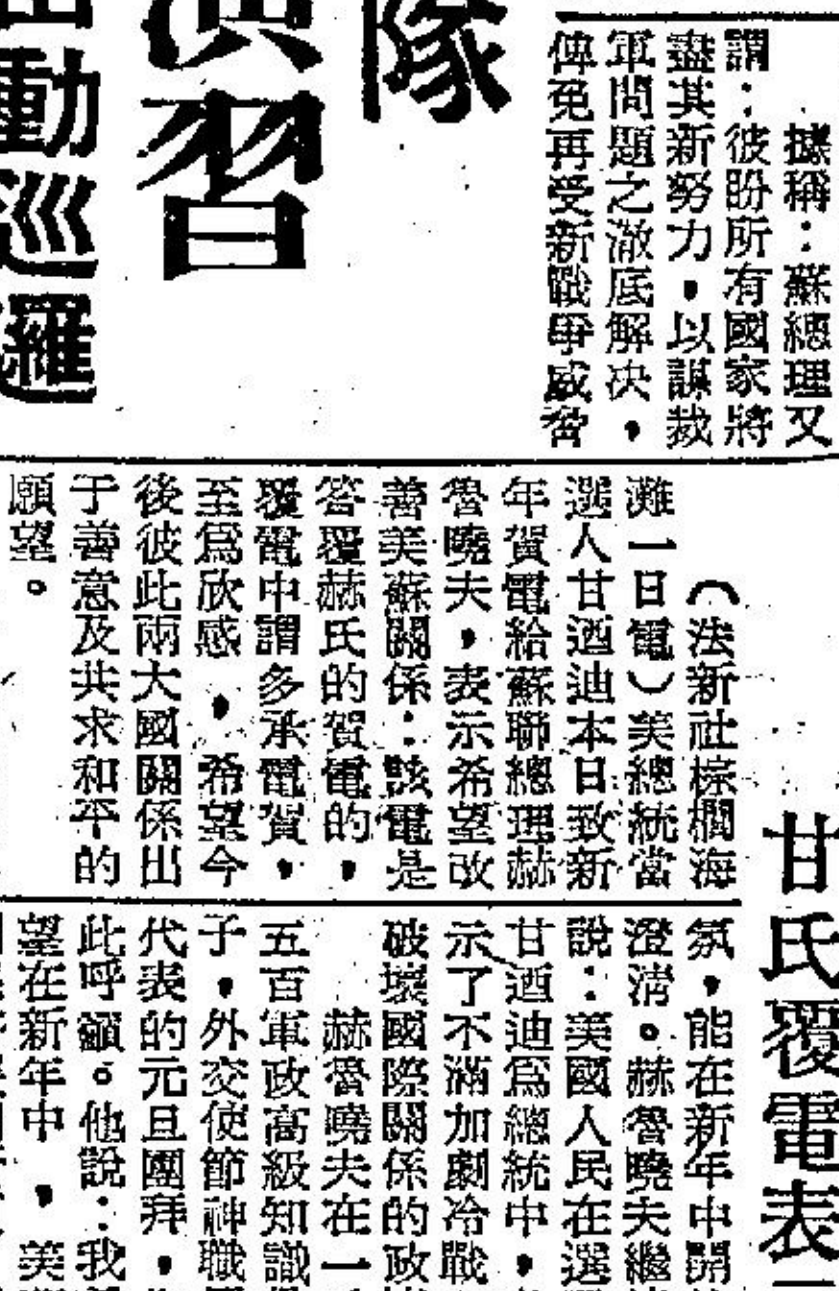 據稱：蘇總理又
謂：彼盼所有國家將
盡其新努力，以謀裁
軍問題之澈底解决，
俾免再受新戰爭威脅
隊
演習
出動巡邏
甘氏覆電表
（法新社棕櫚海
灘一日電）美總統當
選人甘迺迪本日致新
年賀電給蘇聯總理赫
魯曉夫，表示希望改
善美蘇關係：該電是
答覆赫氏的賀電的，
覆電中謂多承電賀，
至爲欣感，希望今
後彼此兩大國關係出
于善意及共求和平的
願望。
氛，能在新年中開
澄清。赫魯曉夫繼
說：美國人民在選
甘迺迪爲總統中，
示了不滿加劇冷戰
破壞國際關係的政
赫魯曉夫在一
五百軍政高級知識
子，外交使節神職
代表的元旦團拜，
此呼籲。他說：我
望在新年中，美